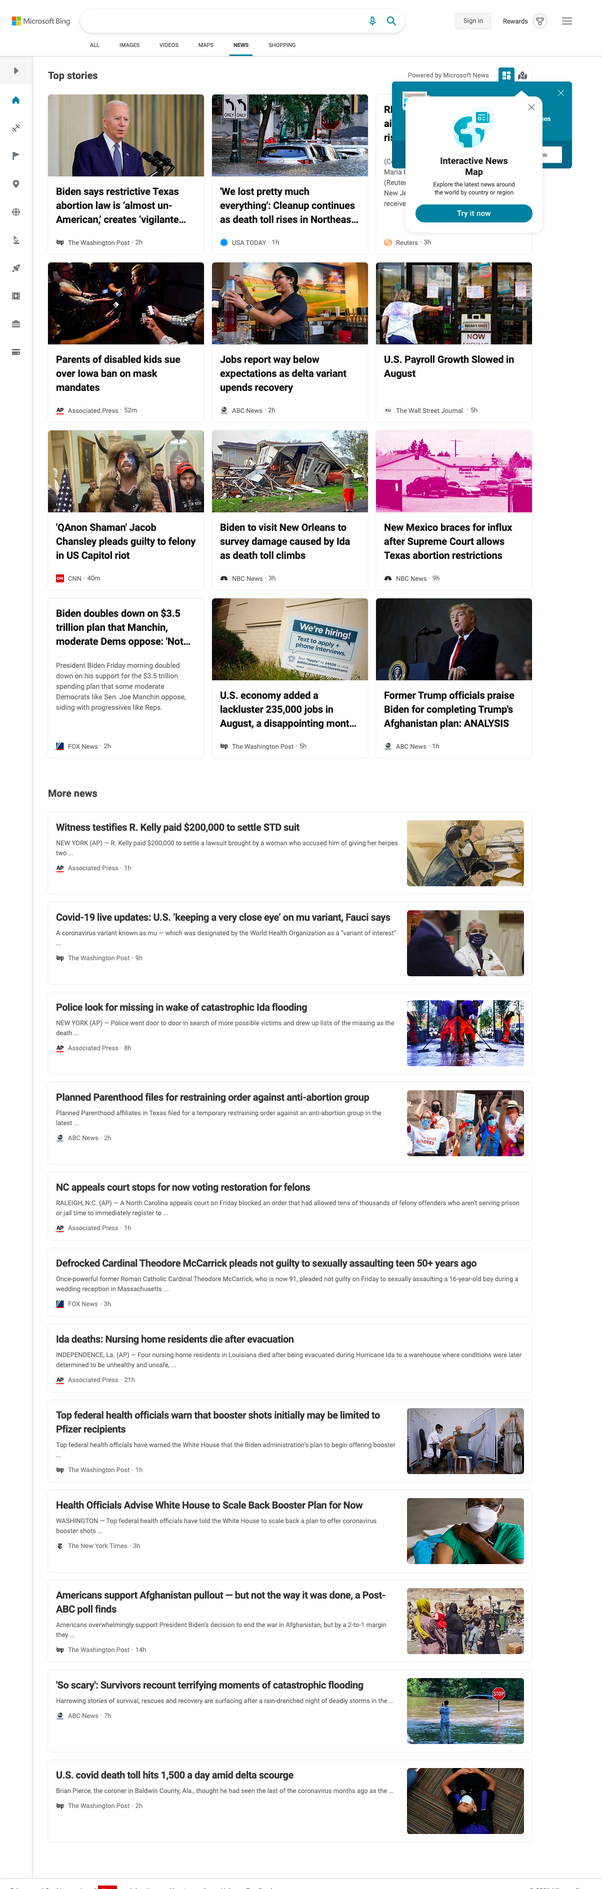 Microsoft Bing
Sign in
Rewards
ALL
IMAGES
VIDEOS
MAPS
NEWS
SHOPPING
Top stories
Powered by Microsoft News
Interactive News
Map
Explore the latest news around
the world by country or region
Try it now
Biden says restrictive Texas
abortion law is ‘almost un-
American,’ creates ‘vigilante...
The Washington Post · 2h
'We lost pretty much
everything': Cleanup continues
as death toll rises in Northeas...
USA TODAY · 1h
Reuters · 3h
Parents of disabled kids sue
over Iowa ban on mask
mandates
AP Associated Press · 52m
Jobs report way below
expectations as delta variant
upends recovery
ABC News · 2h
NOW
U.S. Payroll Growth Slowed in
August
The Wall Street Journal. · 5h
'QAnon Shaman' Jacob
Chansley pleads guilty to felony
in US Capitol riot
CNN · 40m
Biden to visit New Orleans to
survey damage caused by Ida
as death toll climbs
NBC News · 3h
New Mexico braces for influx
after Supreme Court allows
Texas abortion restrictions
NBC News · 9h
Biden doubles down on $3.5
trillion plan that Manchin,
moderate Dems oppose: 'Not...
President Biden Friday morning doubled
down on his support for the $3.5 trillion
spending plan that some moderate
Democrats like Sen. Joe Manchin oppose,
siding with progressives like Reps.
FOX News · 2h
We're hiring!
Text to apply +
phone interviews.
U.S. economy added a
lackluster 235,000 jobs in
August, a disappointing mont...
The Washington Post · 5h
Former Trump officials praise
Biden for completing Trump's
Afghanistan plan: ANALYSIS
ABC News · 1h
More news
Witness testifies R. Kelly paid $200,000 to settle STD suit
NEW YORK (AP) — R. Kelly paid $200,000 to settle a lawsuit brought by a woman who accused him of giving her herpes
two ...
AP Associated Press · 1h
Covid-19 live updates: U.S. ‘keeping a very close eye’ on mu variant, Fauci says
A coronavirus variant known as mu — which was designated by the World Health Organization as a “variant of interest”
...
The Washington Post · 9h
Police look for missing in wake of catastrophic Ida flooding
NEW YORK (AP) — Police went door to door in search of more possible victims and drew up lists of the missing as the
death ...
AP Associated Press · 8h
Planned Parenthood files for restraining order against anti-abortion group
Planned Parenthood affiliates in Texas filed for a temporary restraining order against an anti-abortion group in the
latest ...
ABC News · 2h
NC appeals court stops for now voting restoration for felons
RALEIGH, N.C. (AP) — A North Carolina appeals court on Friday blocked an order that had allowed tens of thousands of felony offenders who aren't serving prison
or jail time to immediately register to ...
AP Associated Press · 1h
Defrocked Cardinal Theodore McCarrick pleads not guilty to sexually assaulting teen 50+ years ago
Once-powerful former Roman Catholic Cardinal Theodore McCarrick, who is now 91, pleaded not guilty on Friday to sexually assaulting a 16-year-old boy during a
wedding reception in Massachusetts ...
FOX News · 3h
Ida deaths: Nursing home residents die after evacuation
INDEPENDENCE, La. (AP) — Four nursing home residents in Louisiana died after being evacuated during Hurricane Ida to a warehouse where conditions were later
determined to be unhealthy and unsafe, ...
AP Associated Press · 21h
Top federal health officials warn that booster shots initially may be limited to
Pfizer recipients
Top federal health officials have warned the White House that the Biden administration's plan to begin offering booster
...
The Washington Post · 1h
Health Officials Advise White House to Scale Back Booster Plan for Now
WASHINGTON — Top federal health officials have told the White House to scale back a plan to offer coronavirus
booster shots ...
The New York Times · 3h
Americans support Afghanistan pullout — but not the way it was done, a Post-
ABC poll finds
Americans overwhelmingly support President Biden's decision to end the war in Afghanistan, but by a 2-to-1 margin
they ...
The Washington Post · 14h
'So scary': Survivors recount terrifying moments of catastrophic flooding
Harrowing stories of survival, rescues and recovery are surfacing after a rain-drenched night of deadly storms in the ...
ABC News · 7h
STOP
U.S. covid death toll hits 1,500 a day amid delta scourge
Brian Pierce, the coroner in Baldwin County, Ala., thought he had seen the last of the coronavirus months ago as the ...
The Washington Post · 2h